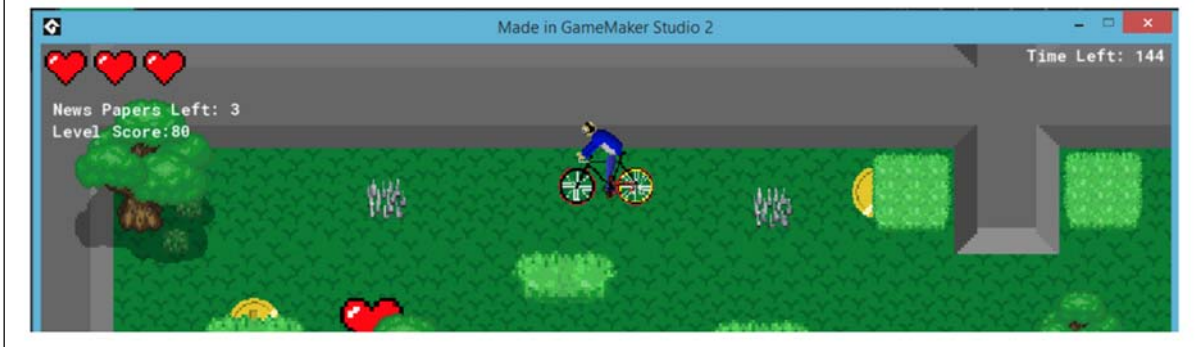 Made in GameMaker Studio 2
Time Left: 144
News Papers Left: 3
Level Score:80